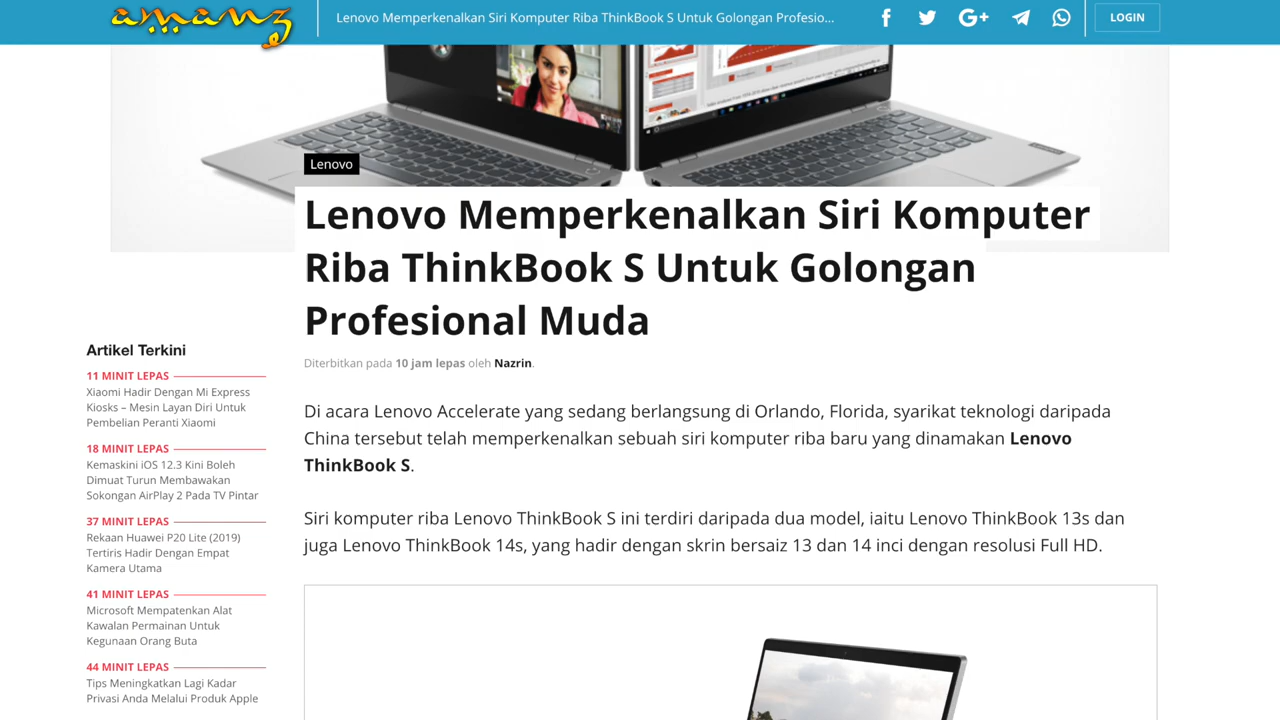 amanz
Lenovo Memperkenalkan Siri Komputer Riba ThinkBook S Untuk Golongan Profesio...
LOGIN
Lenovo
Lenovo Memperkenalkan Siri Komputer
Riba ThinkBook S Untuk Golongan
Profesional Muda
Diterbitkan pada 10 jam lepas oleh Nazrin.
Di acara Lenovo Accelerate yang sedang berlangsung di Orlando, Florida, syarikat teknologi daripada
China tersebut telah memperkenalkan sebuah siri komputer riba baru yang dinamakan Lenovo
ThinkBook S.
Siri komputer riba Lenovo ThinkBook S ini terdiri daripada dua model, iaitu Lenovo ThinkBook 13s dan
juga Lenovo ThinkBook 14s, yang hadir dengan skrin bersaiz 13 dan 14 inci dengan resolusi Full HD.
Artikel Terkini
11 MINIT LEPAS
Xiaomi Hadir Dengan Mi Express
Kiosks – Mesin Layan Diri Untuk
Pembelian Peranti Xiaomi
18 MINIT LEPAS
Kemaskini iOS 12.3 Kini Boleh
Dimuat Turun Membawakan
Sokongan AirPlay 2 Pada TV Pintar
37 MINIT LEPAS
Rekaan Huawei P20 Lite (2019)
Tertiris Hadir Dengan Empat
Kamera Utama
41 MINIT LEPAS
Microsoft Mempatenkan Alat
Kawalan Permainan Untuk
Kegunaan Orang Buta
44 MINIT LEPAS
Tips Meningkatkan Lagi Kadar
Privasi Anda Melalui Produk Apple